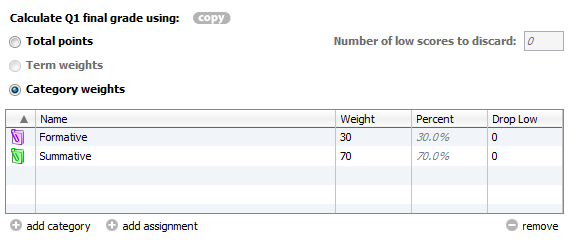 Calculate Q1 final grade using: copy
Total points Number of low scores to discard: 0
Term weights
Category weights
Name Weight Percent Drop Low
Formative 30 30.0% 0
Summative 70 70.0% 0
add category add assignment remove